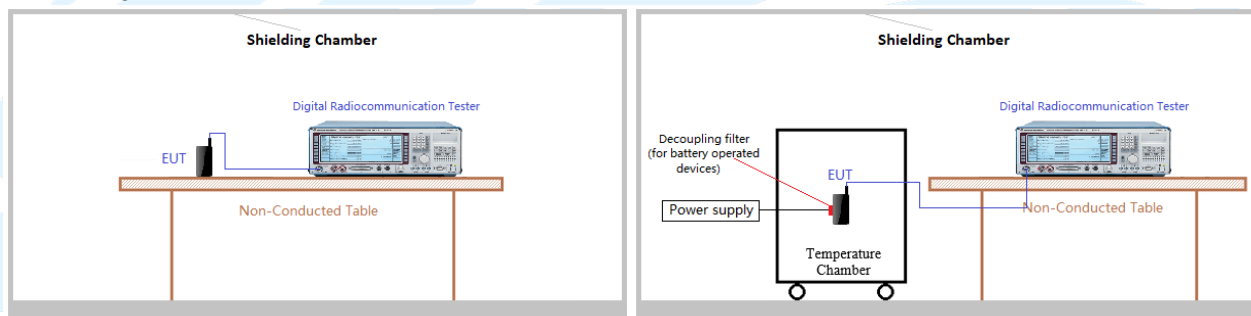 Shielding Chamber
Digital Radiocommunication Tester
EUT
Non-Conducted Table
Shielding Chamber
Digital Radiocommunication Tester
Decoupling filter
(for battery operated
devices)
EUT
Power supply
Non-Conducted Table
Temperature
Chamber